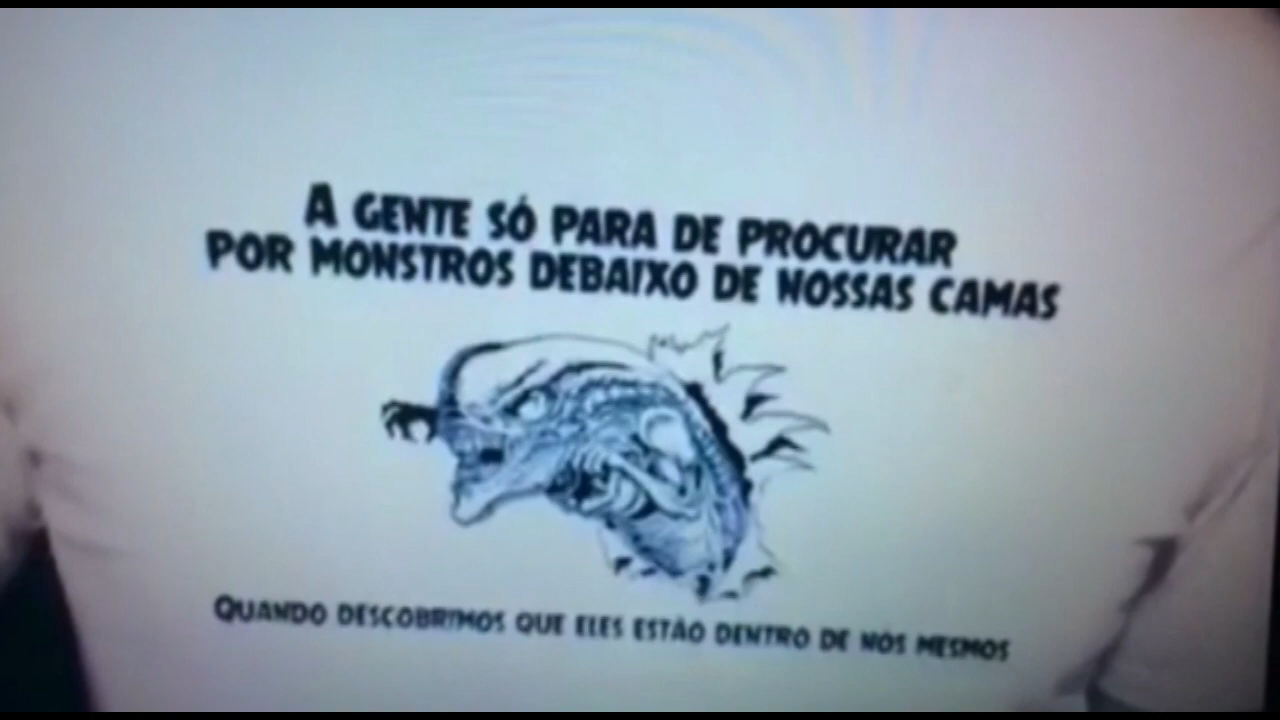 A GENTE SÓ PARA DE PROCURAR
POR MONSTROS DEBAIXO DE NOSSAS CAMAS
QUANDO DESCOBRIMOS QUE ELES ESTÃO DENTRO DE NÓS MESMOS